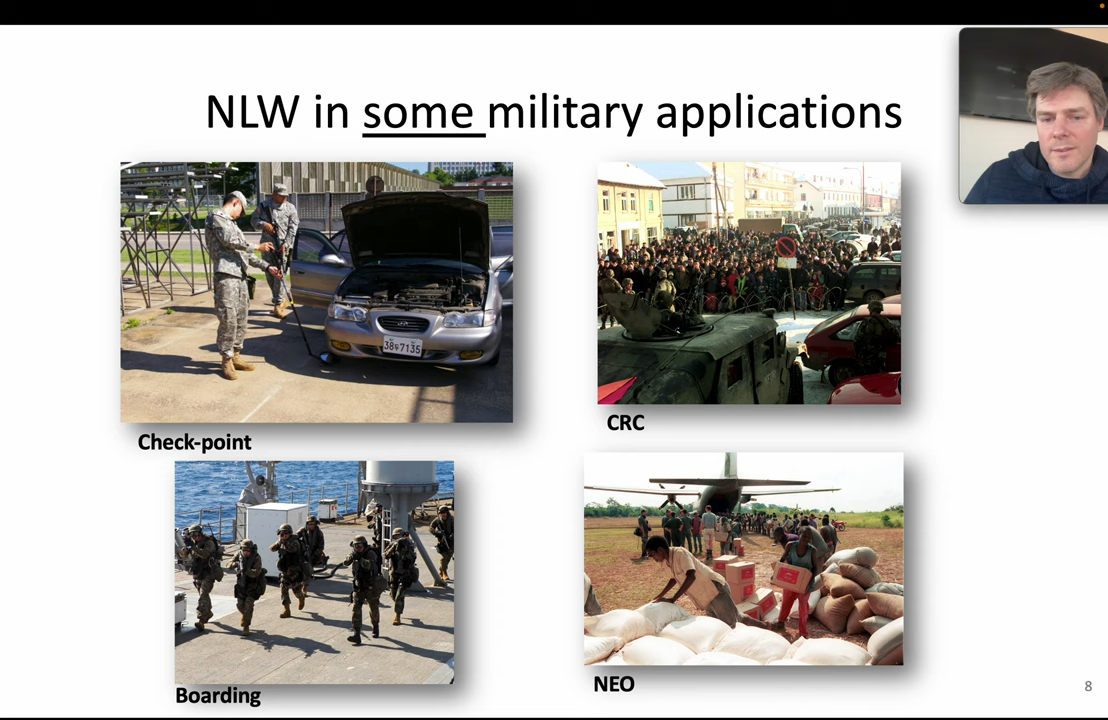 NLW in some military applications
Check-point
CRC
Boarding
NEO
8